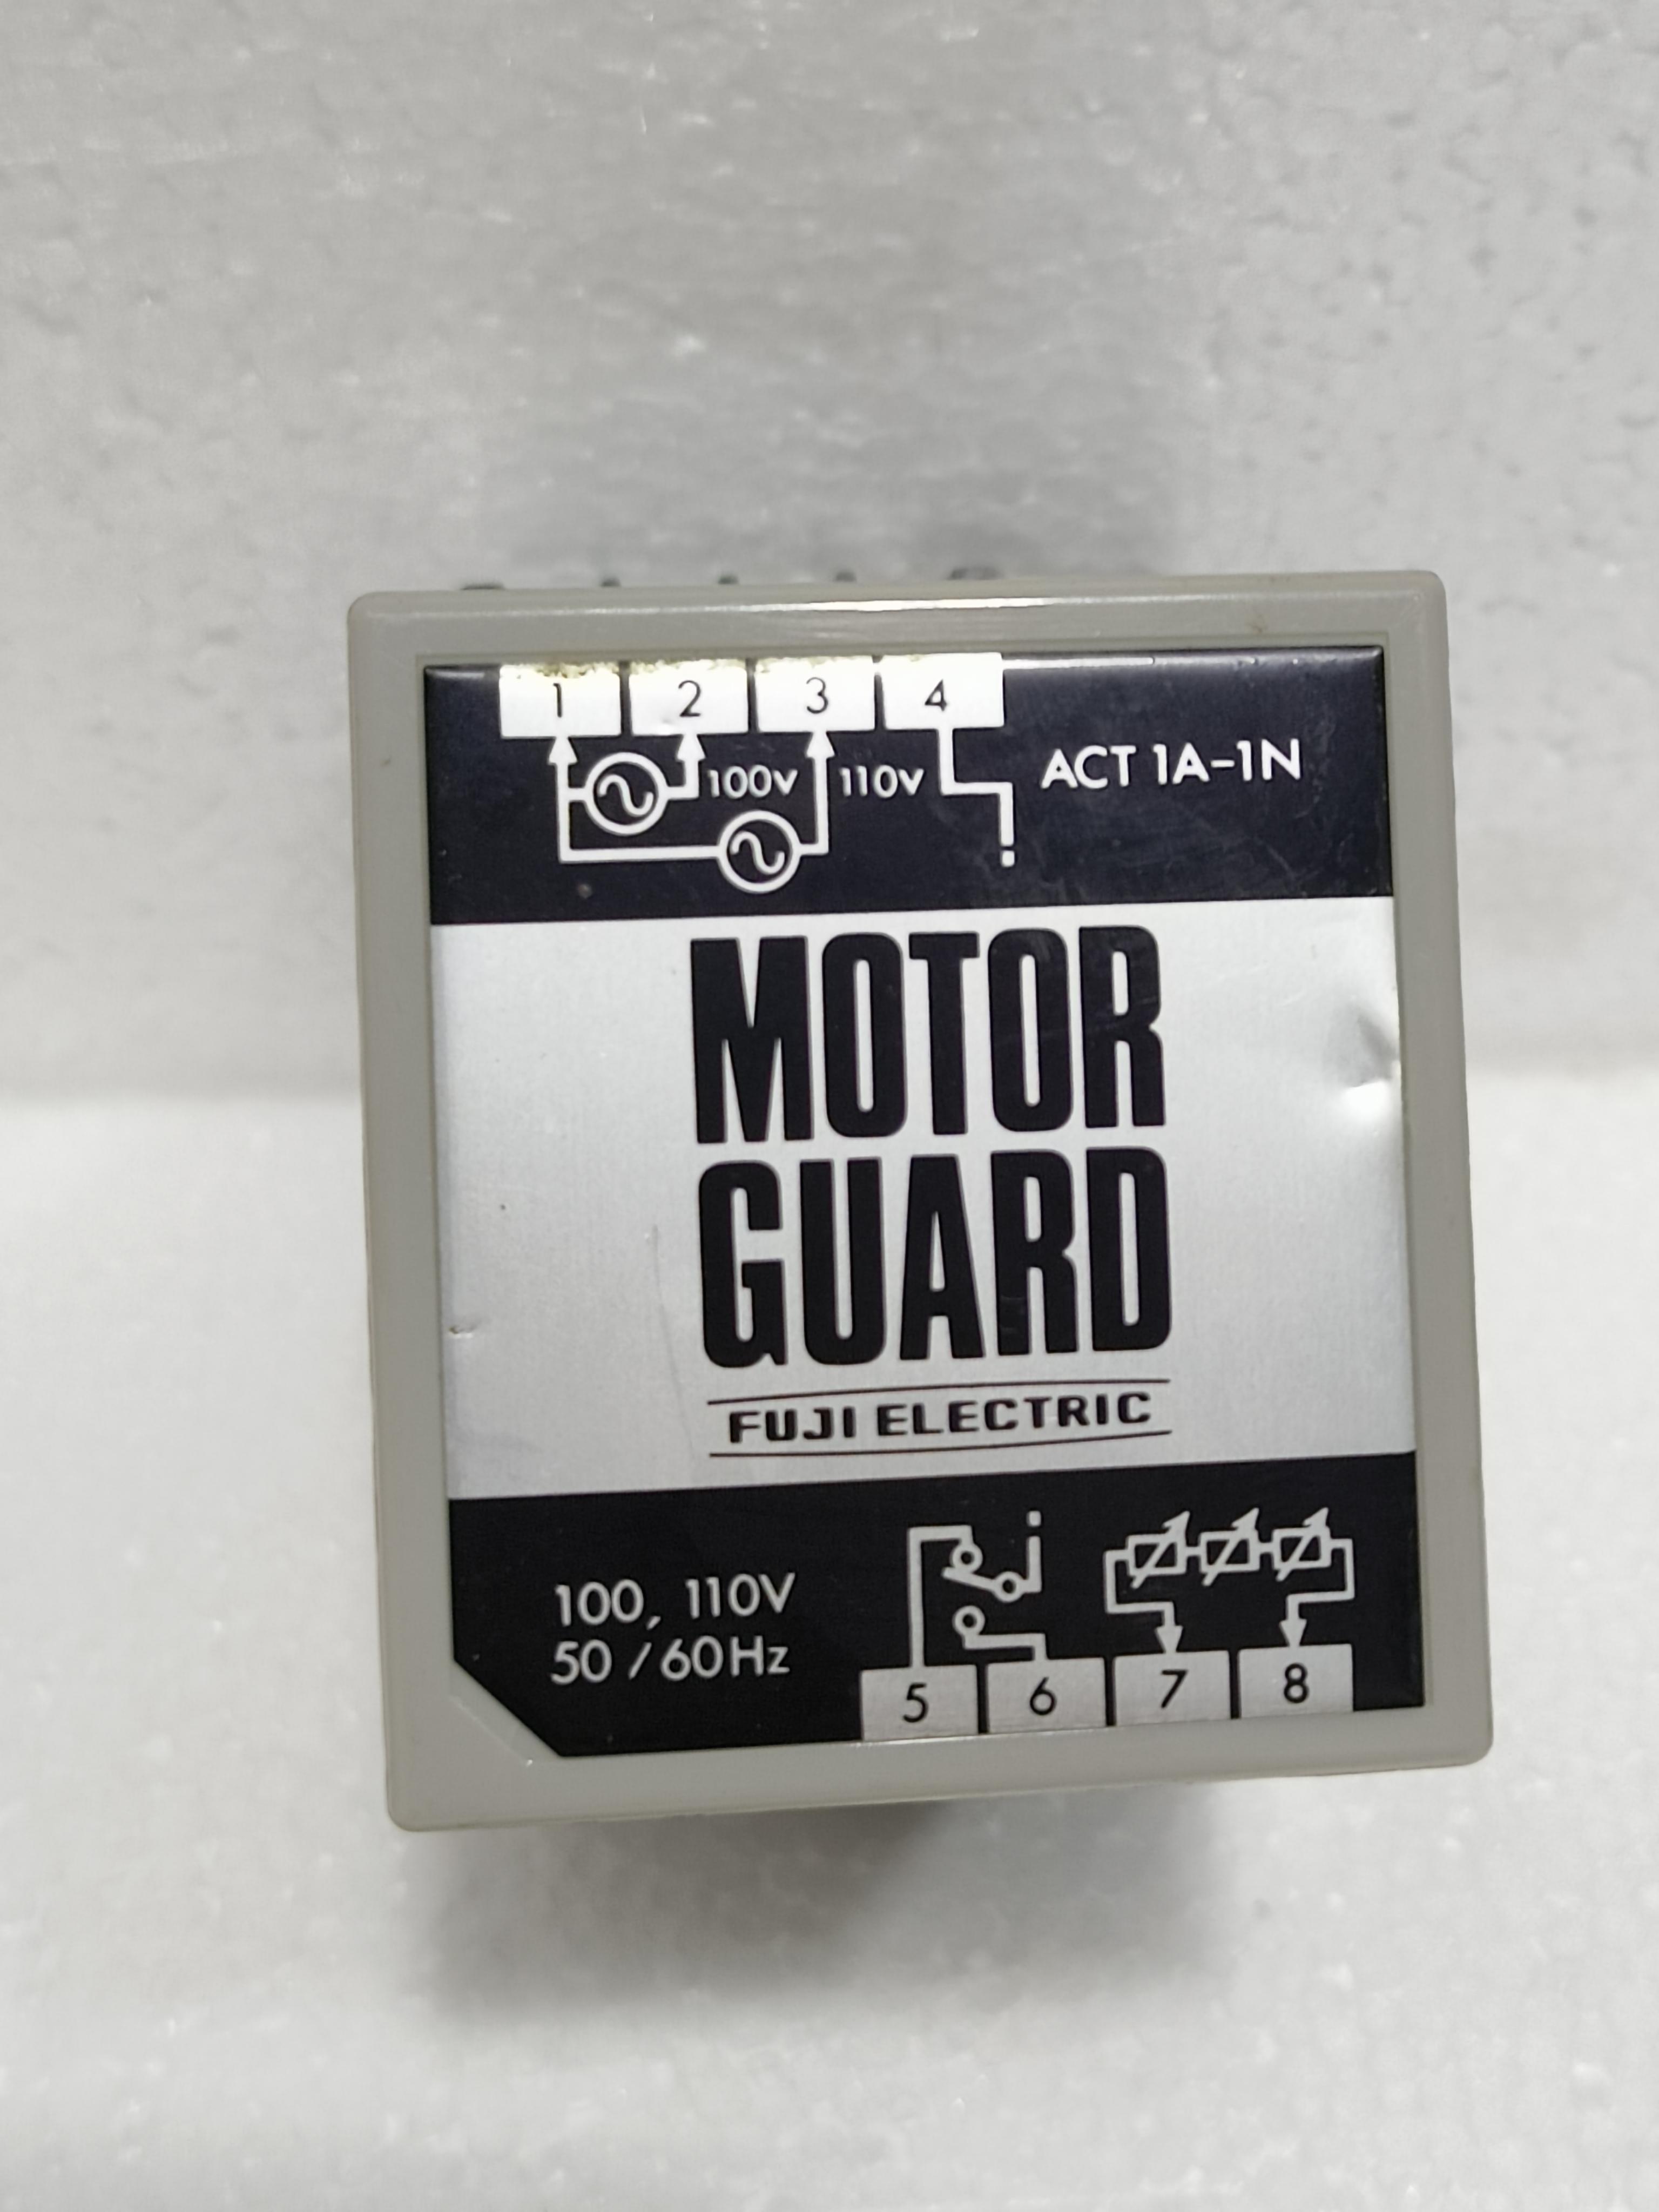 1 2 3 4
100V 110V
ACT 1A-1N
MOTOR
GUARD
FUJI ELECTRIC
100, 110V
50/60Hz
5 6 7 8